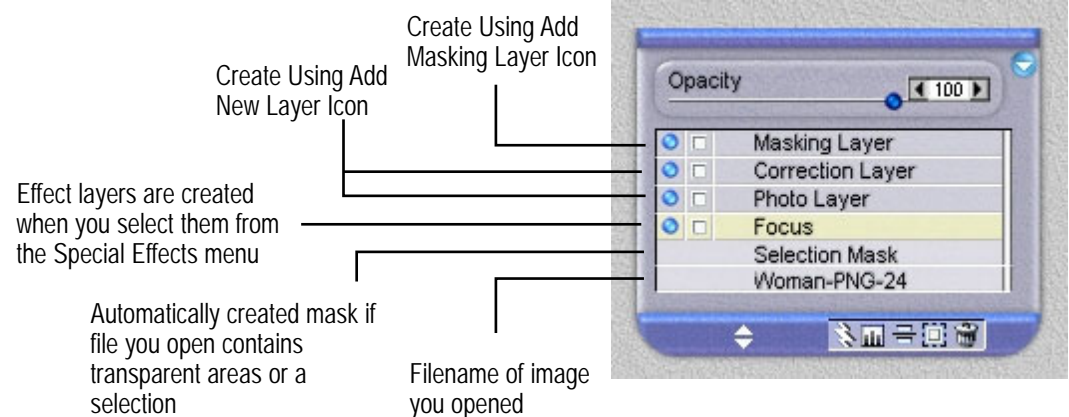 Create Using Add
Masking Layer Icon
Create Using Add
New Layer Icon
Effect layers are created
when you select them from
the Special Effects menu
Automatically created mask if
file you open contains
transparent areas or a
selection
Filename of image
you opened
Opacity
100
Masking Layer
Correction Layer
Photo Layer
Focus
Selection Mask
Woman-PNG-24